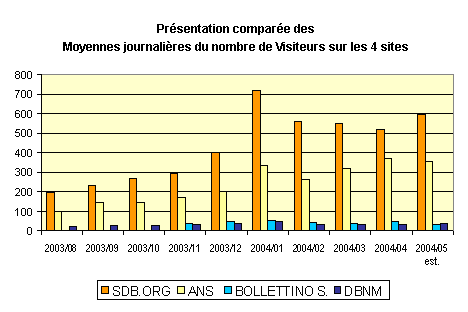 Présentation comparée des
Moyennes journalières du nombre de Visiteurs sur les 4 sites
800
700
600
500
400
300
200
100
0
2003/08 2003/09 2003/10 2003/11 2003/12 2004/01 2004/02 2004/03 2004/04 2004/05
est.
SDB.ORG ANS BOLLETTINO S. DBNM